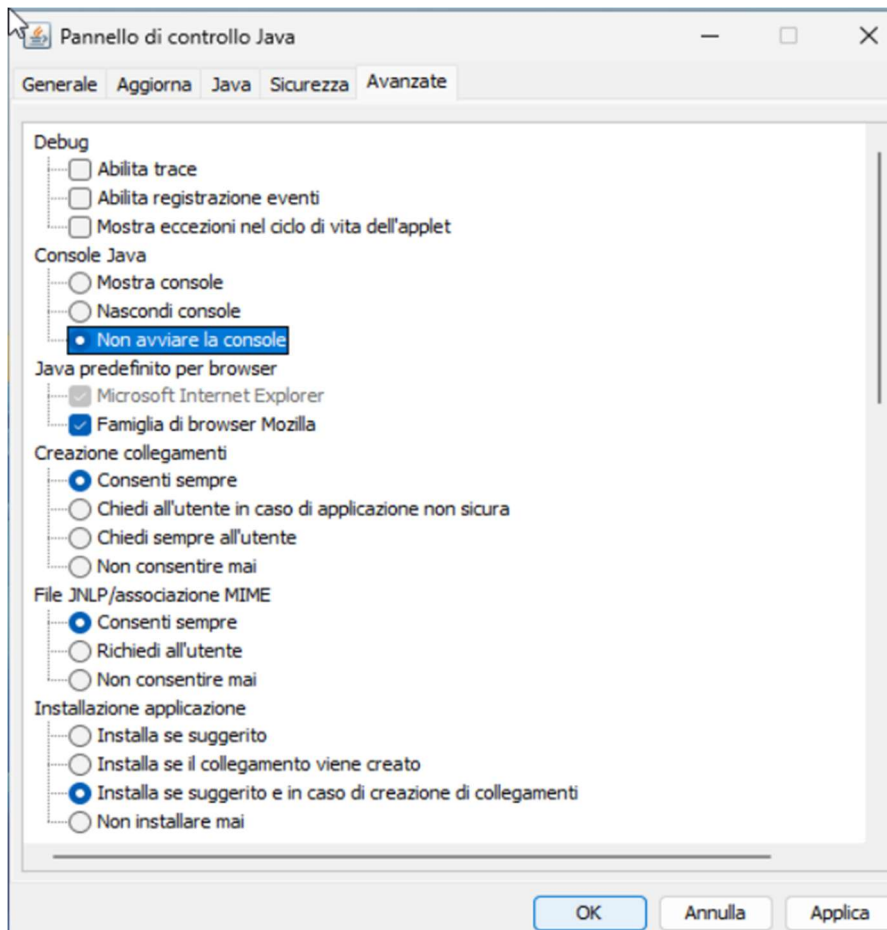 Pannello di controllo Java
Generale Aggiorna Java Sicurezza Avanzate
Debug
Abilita trace
Abilita registrazione eventi
Mostra eccezioni nel ciclo di vita dell'applet
Console Java
Mostra console
Nascondi console
Non avviare la console
Java predefinito per browser
Microsoft Internet Explorer
Famiglia di browser Mozilla
Creazione collegamenti
Consenti sempre
Chiedi all'utente in caso di applicazione non sicura
Chiedi sempre all'utente
Non consentire mai
File JNLP/associazione MIME
Consenti sempre
Richiedi all'utente
Non consentire mai
Installazione applicazione
Installa se suggerito
Installa se il collegamento viene creato
Installa se suggerito e in caso di creazione di collegamenti
Non installare mai
OK Annulla Applica